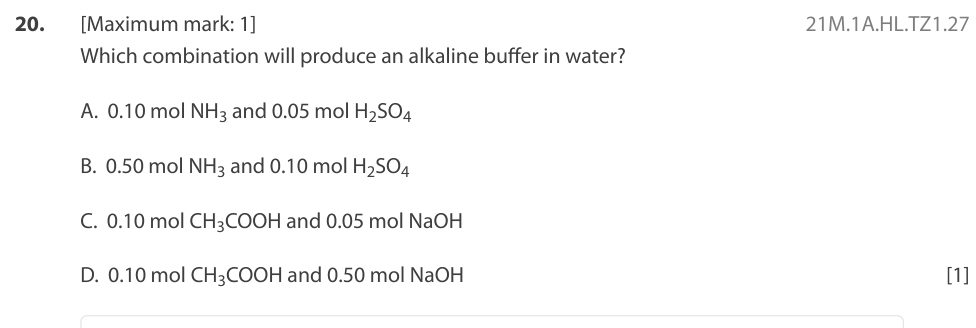 20. [Maximum mark: 1] 21M.1A.HL.TZ1.27
Which combination will produce an alkaline buffer in water?
A. 0.10 mol NH₃ and 0.05 mol H₂SO₄
B. 0.50 mol NH₃ and 0.10 mol H₂SO₄
C. 0.10 mol CH₃COOH and 0.05 mol NaOH
D. 0.10 mol CH₃COOH and 0.50 mol NaOH [1]